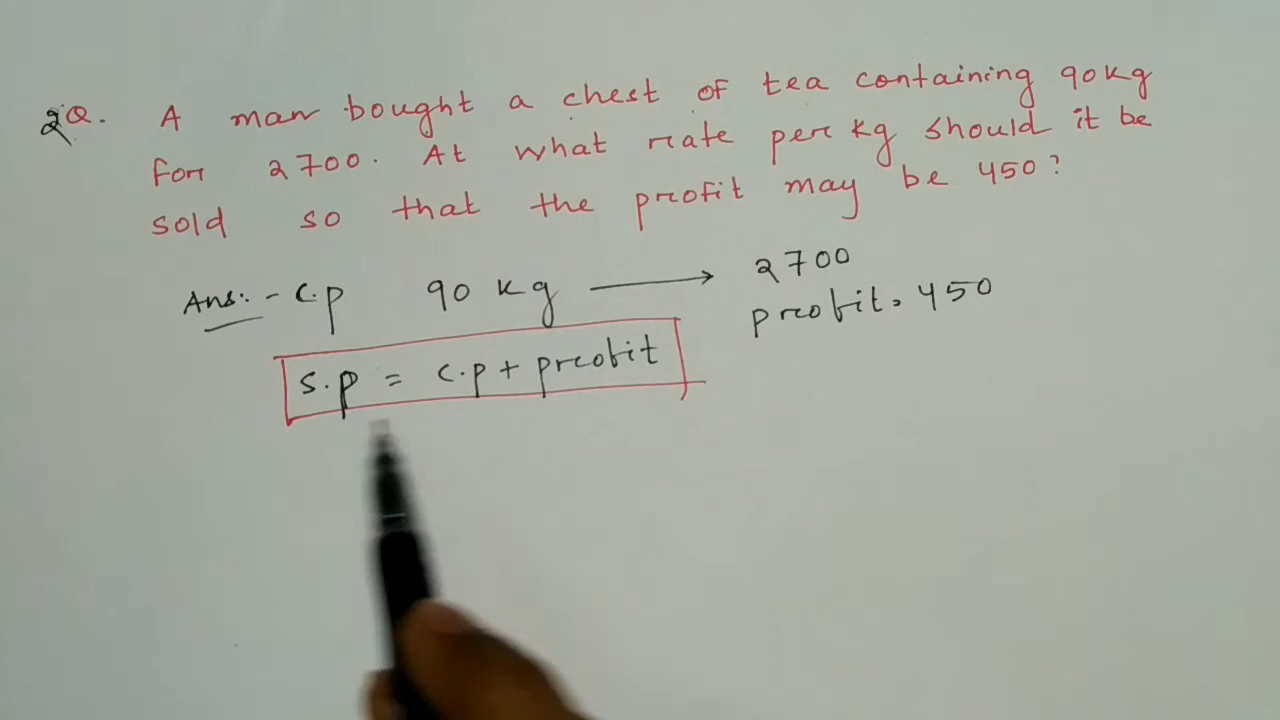 2Q. A man bought a chest of tea containing 90kg
for 2700. At what rate per kg should it be
sold so that the profit may be 450?
Ans:- C.p 90 kg → 2700
profit. 450
S.p = C.p + profit